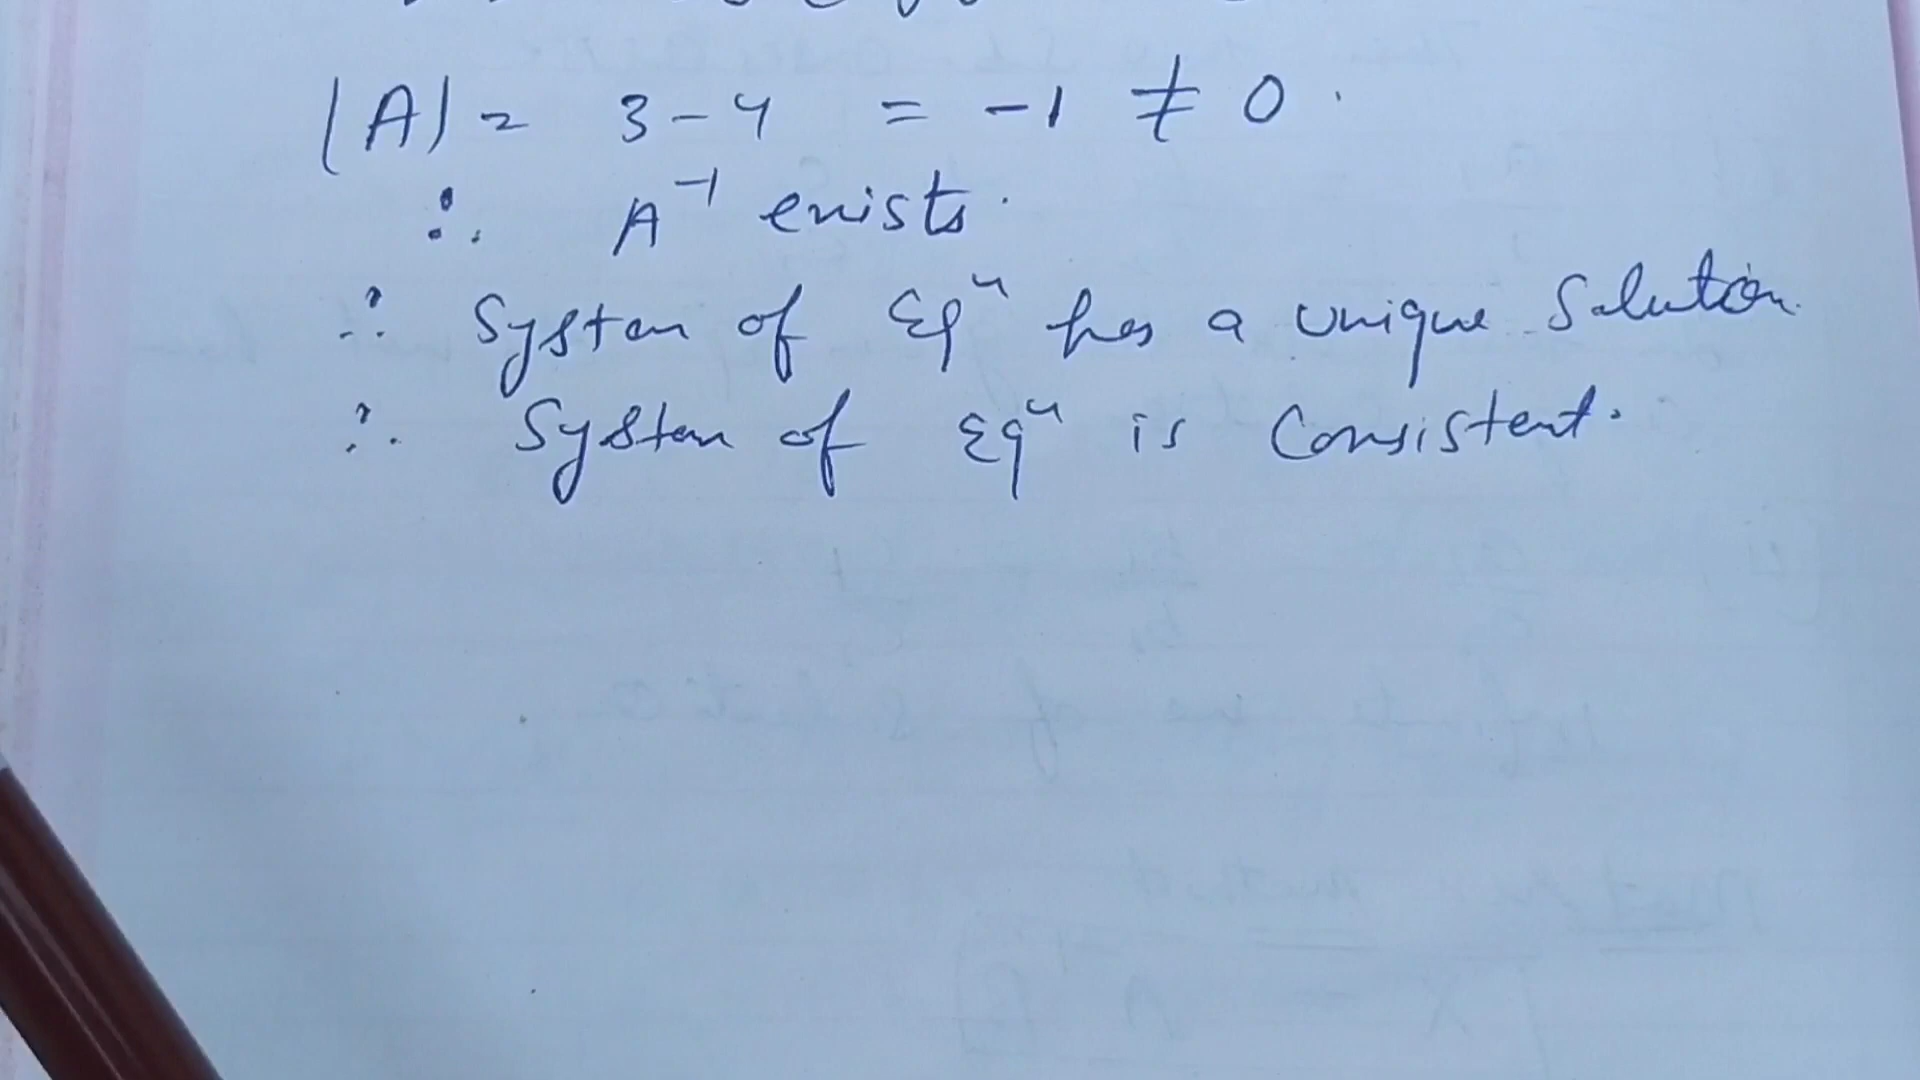 |A| = 3 - 4 = -1 ≠ 0.
∴ A⁻¹ exists.
∴ System of Eqⁿ has a unique Solution.
∴ System of Eqⁿ is Consistent.